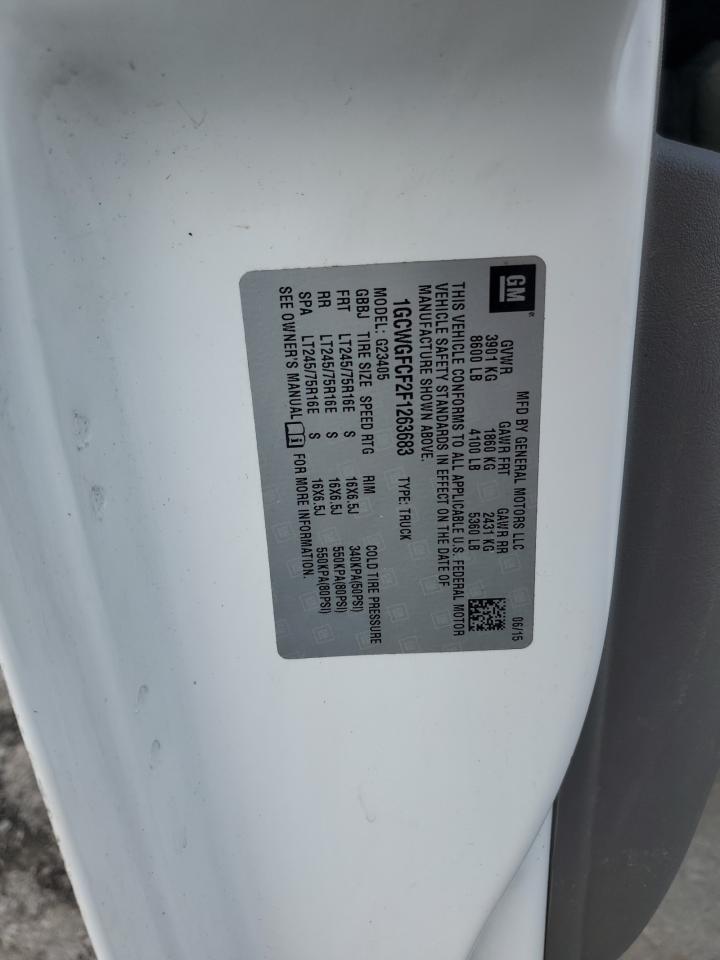 GM
MFD BY GENERAL MOTORS LLC 06/15
GVWR GAWR FRT GAWR RR
3901 KG 1860 KG 2431 KG
8600 LB 4100 LB 5360 LB
THIS VEHICLE CONFORMS TO ALL APPLICABLE U.S. FEDERAL MOTOR
VEHICLE SAFETY STANDARDS IN EFFECT ON THE DATE OF
MANUFACTURE SHOWN ABOVE.
1GCWGFCF2F1263683 TYPE: TRUCK
MODEL: G23405
GBBJ TIRE SIZE SPEED RTG RIM COLD TIRE PRESSURE
FRT LT245/75R16E S 16X6.5J 340KPA(50PSI)
RR LT245/75R16E S 16X6.5J 550KPA(80PSI)
SPA LT245/75R16E S 16X6.5J 550KPA(80PSI)
SEE OWNER'S MANUAL i FOR MORE INFORMATION.